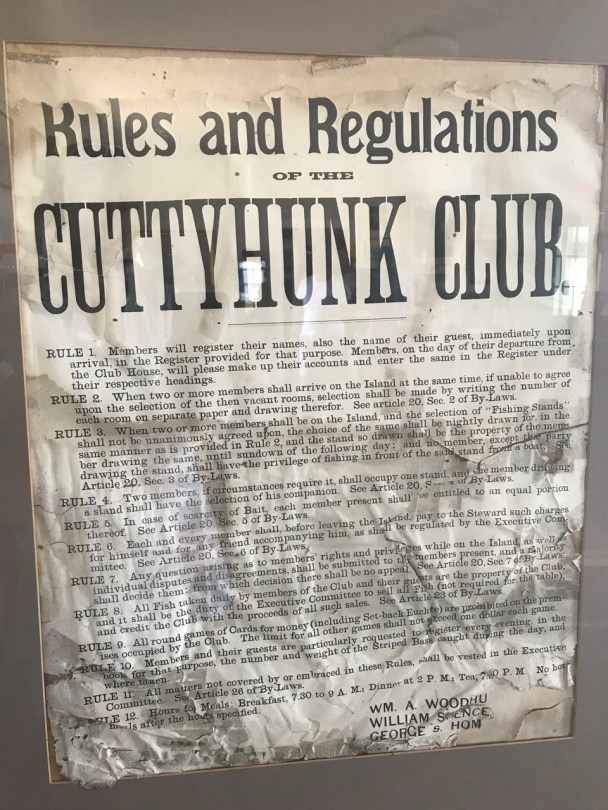 Rules and Regulations
OF THE
CUTTYHUNK CLUB.
RULE 1. Members will register their names, also the name of their guest, immediately upon
arrival, in the Register provided for that purpose. Members, on the day of their departure from
the Club House, will please make up their accounts and enter the same in the Register under
their respective headings.
RULE 2. When two or more members shall arrive on the Island at the same time, if unable to agree
upon the selection of the then vacant rooms, selection shall be made by writing the number of
each room on separate paper and drawing therefor. See article 20, Sec. 2 of By-Laws.
RULE 3. When two or more members shall be on the Island, and the selection of "Fishing Stands"
shall not be unanimously agreed upon, the choice of the same shall be nightly drawn for in the
same manner as is provided in Rule 2, and the stand so drawn shall be the property of the mem
ber drawing the same, until sundown of the following day; and no member, except the party
drawing the stand, shall have the privilege of fishing in front of the said stand from a boat. See
Article 20, Sec. 3 of By-Laws.
RULE 4. Two members, if circumstances require it, shall occupy one stand, and the member drawing
a stand shall have the selection of his companion. See Article 20, of By-Laws.
RULE 5. In case of scarcity of Bait, each member present shall be entitled to an equal portion
thereof. See Article 20, Sec. 5 of By-Laws.
RULE 6. Each and every member shall, before leaving the Island, pay to the Steward such charges
for himself and for any friend accompanying him, as shall be regulated by the Executive Com-
mittee. See Article 20, Sec. 6 of By-Laws.
RULE 7. Any question arising as to members' rights and privileges while on the Island, as well as
individual disputes and disagreements, shall be submitted to the members present, and a majority
shall decide them; from which decision there shall be no appeal. See Article 20, Sec. 7 of By-Laws.
RULE 8. All Fish taken daily by members of the Club and their guests are the property of the Club,
and it shall be the duty of the Executive Committee to sell all Fish (not required for the table),
and credit the Club with the proceeds of all such sales. See Article 23 of By-Laws.
RULE 9. All round games of Cards for money (including Set-back Euchre) are prohibited on the prem-
ises occupied by the Club. The limit for all other games shall not exceed one dollar each game.
RULE 10. Members and their guests are particularly requested to register every evening, in the
book for that purpose, the number and weight of the Striped Bass caught during the day, and
where taken.
RULE 11. All matters not covered by or embraced in these Rules, shall be vested in the Executive
Committee. See Article 26 of By-Laws.
RULE 12. Hours for Meals: Breakfast, 7.30 to 9 A. M.; Dinner at 2 P. M.; Tea, P. M. No hot
meals after the hours specified.
WM. A. WOODHU
WILLIAM SPENCE
GEORGE S. HOM